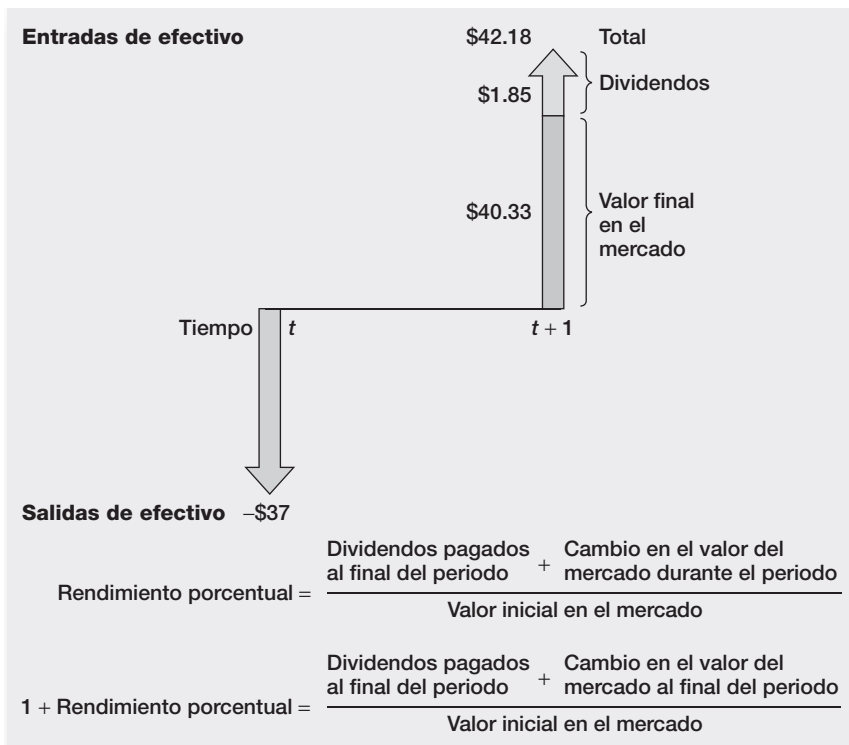 Entradas de efectivo
$42.18 Total
$1.85 Dividendos
$40.33 Valor final
en el
mercado
Tiempo t t + 1
Salidas de efectivo –$37
Dividendos pagados + Cambio en el valor del
al final del periodo mercado durante el periodo
Rendimiento porcentual =
Valor inicial en el mercado
Dividendos pagados + Cambio en el valor del
al final del periodo mercado al final del periodo
1 + Rendimiento porcentual =
Valor inicial en el mercado